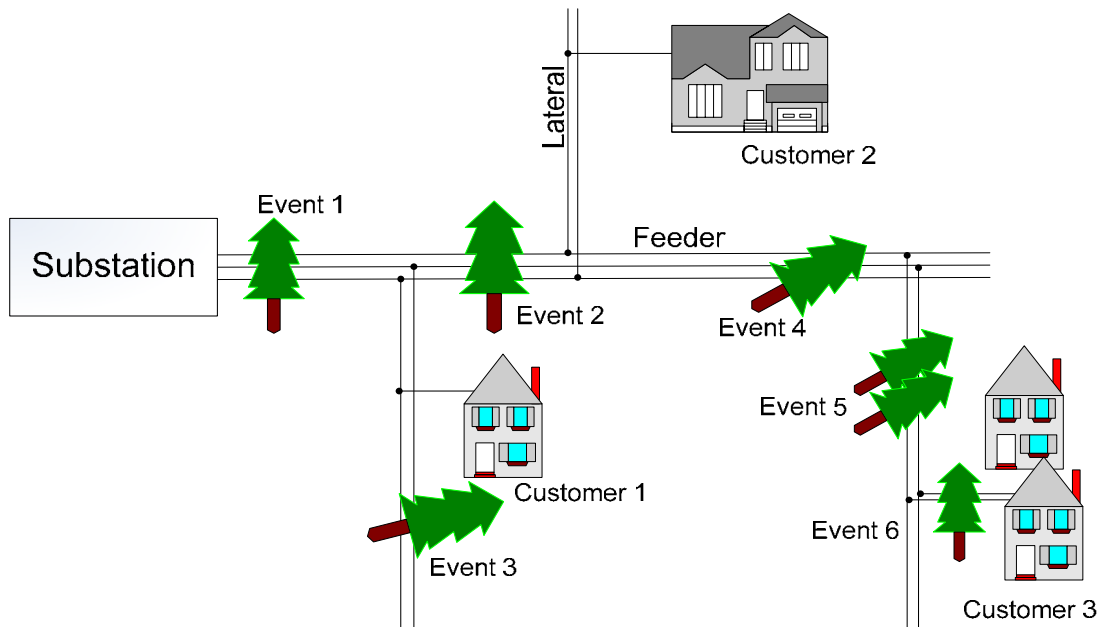 Lateral
Customer 2
Event 1
Substation
Feeder
Event 2
Event 4
Event 5
Customer 1
Event 6
Event 3
Customer 3